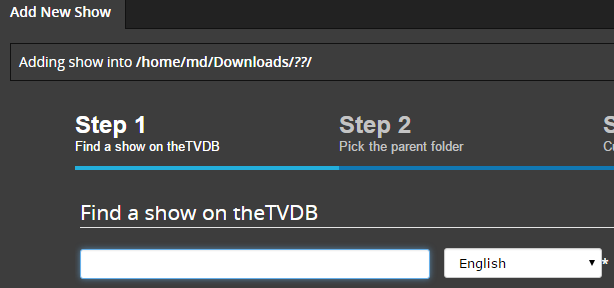 Add New Show
Adding show into /home/md/Downloads/??/
Step 1
Find a show on theTVDB
Step 2
Pick the parent folder
Find a show on theTVDB
English
*